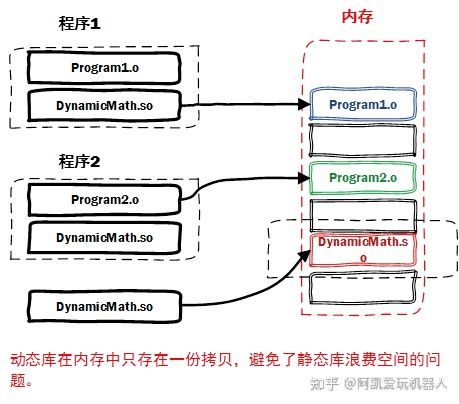 程序1
Program1.o
DynamicMath.so
程序2
Program2.o
DynamicMath.so
DynamicMath.so
内存
Program1.o
Program2.o
DynamicMath.s
o
动态库在内存中只存在一份拷贝，避免了静态库浪费空间的问
题。
知乎 @阿凯爱玩机器人